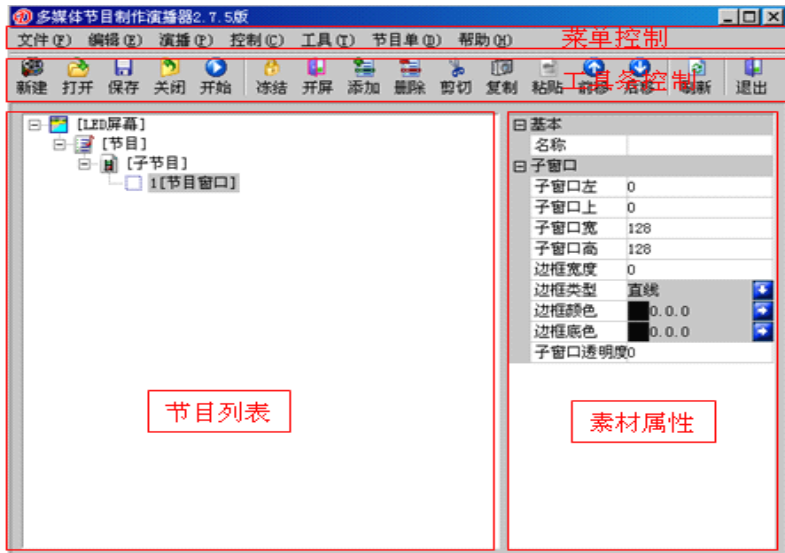 多媒体节目制作演播器2.7.5版
文件(F) 编辑(E) 演播(P) 控制(C) 工具(T) 节目单(D) 帮助(H) 菜单控制
新建 打开 保存 关闭 开始 冻结 开屏 添加 删除 剪切 复制 粘贴 前移 后移 刷新 退出
工具条控制
[LED屏幕]
[节目]
[子节目]
1[节目窗口]
节目列表
基本
名称
子窗口
子窗口左 0
子窗口上 0
子窗口宽 128
子窗口高 128
边框宽度 0
边框类型 直线
边框颜色 0.0.0
边框底色 0.0.0
子窗口透明度0
素材属性